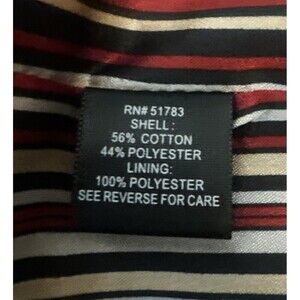 RN# 51783
SHELL:
56% COTTON
44% POLYESTER
LINING:
100% POLYESTER
SEE REVERSE FOR CARE